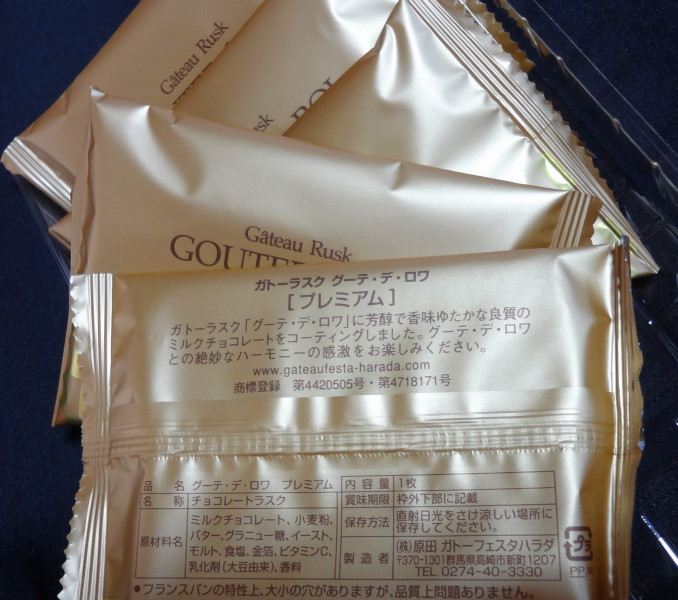 Gâteau Rusk
Rusk
ROI
Gâteau Rusk
GOUTE
ガトーラスク グーテ・デ・ロワ
[プレミアム]
ガトーラスク「グーテ・デ・ロワ」に芳醇で香味ゆたかな良質の
ミルクチョコレートをコーティングしました。グーテ・デ・ロワ
との絶妙なハーモニーの感激をお楽しみください。
www.gateaufesta-harada.com
商標登録 第4420505号・第4718171号
品名 グーテ・デ・ロワ プレミアム
名称 チョコレートラスク
原材料名 ミルクチョコレート、小麦粉、
バター、グラニュー糖、イースト、
モルト、食塩、金箔、ビタミンC、
乳化剤(大豆由来)、香料
内容量 1枚
賞味期限 枠外下部に記載
保存方法 直射日光をさけ涼しい場所に
保存してください。
製造者 (株)原田 ガトーフェスタハラダ
〒370-1301群馬県高崎市新町1207
TEL.0274-40-3330
プラ
PP,M
●フランスパンの特性上、大小の穴がありますが、品質上問題ありません。